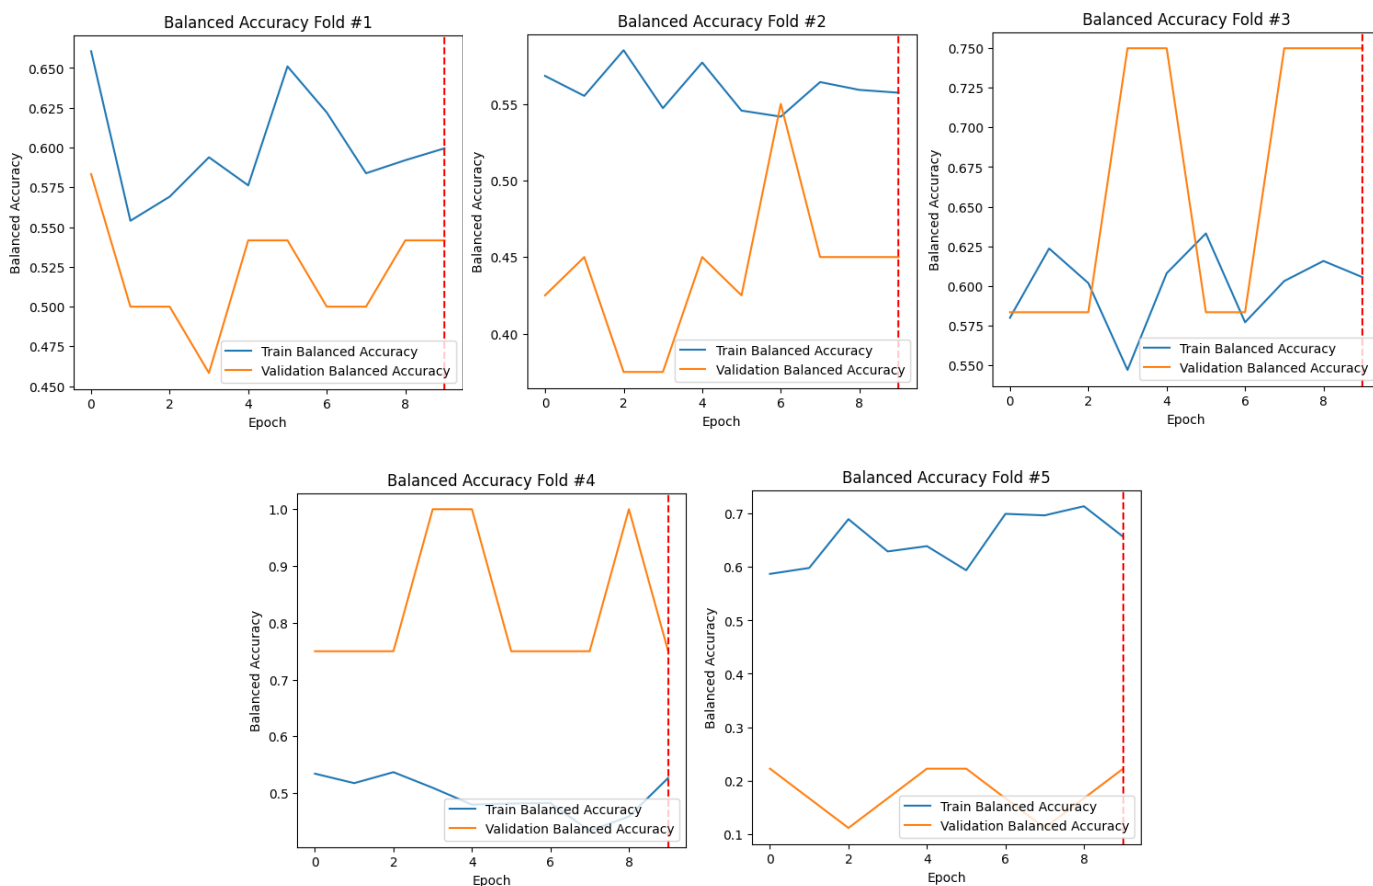 Balanced Accuracy Fold #1
Balanced Accuracy
0.650
0.625
0.600
0.575
0.550
0.525
0.500
0.475
0.450
Train Balanced Accuracy
Validation Balanced Accuracy
0 2 4 6 8
Epoch
Balanced Accuracy Fold #2
Balanced Accuracy
0.55
0.50
0.45
0.40
Train Balanced Accuracy
Validation Balanced Accuracy
0 2 4 6 8
Epoch
Balanced Accuracy Fold #3
Balanced Accuracy
0.750
0.725
0.700
0.675
0.650
0.625
0.600
0.575
0.550
Train Balanced Accuracy
Validation Balanced Accuracy
0 2 4 6 8
Epoch
Balanced Accuracy Fold #4
Balanced Accuracy
1.0
0.9
0.8
0.7
0.6
0.5
Train Balanced Accuracy
Validation Balanced Accuracy
0 2 4 6 8
Epoch
Balanced Accuracy Fold #5
Balanced Accuracy
0.7
0.6
0.5
0.4
0.3
0.2
0.1
Train Balanced Accuracy
Validation Balanced Accuracy
0 2 4 6 8
Epoch